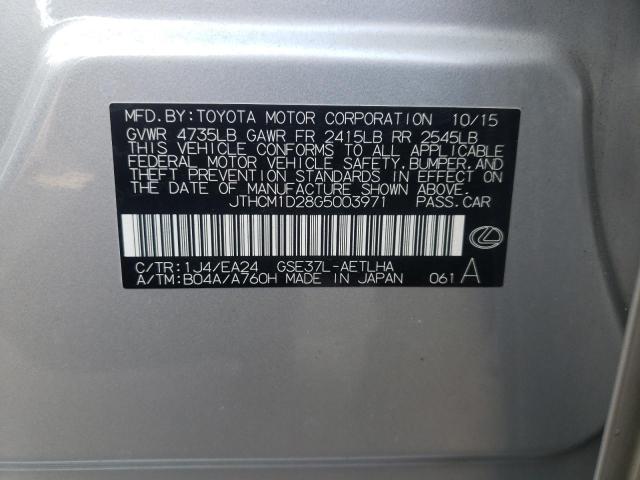 MFD.BY:TOYOTA MOTOR CORPORATION 10/15
GVWR 4735LB GAWR FR 2415LB RR 2545LB
THIS VEHICLE CONFORMS TO ALL APPLICABLE
FEDERAL MOTOR VEHICLE SAFETY,BUMPER,AND
THEFT PREVENTION STANDARDS IN EFFECT ON
THE DATE OF MANUFACTURE SHOWN ABOVE.
JTHCM1D28G5003971 PASS.CAR
C/TR:1J4/EA24 GSE37L-AETLHA
A/TM:B04A/A760H MADE IN JAPAN 061 A